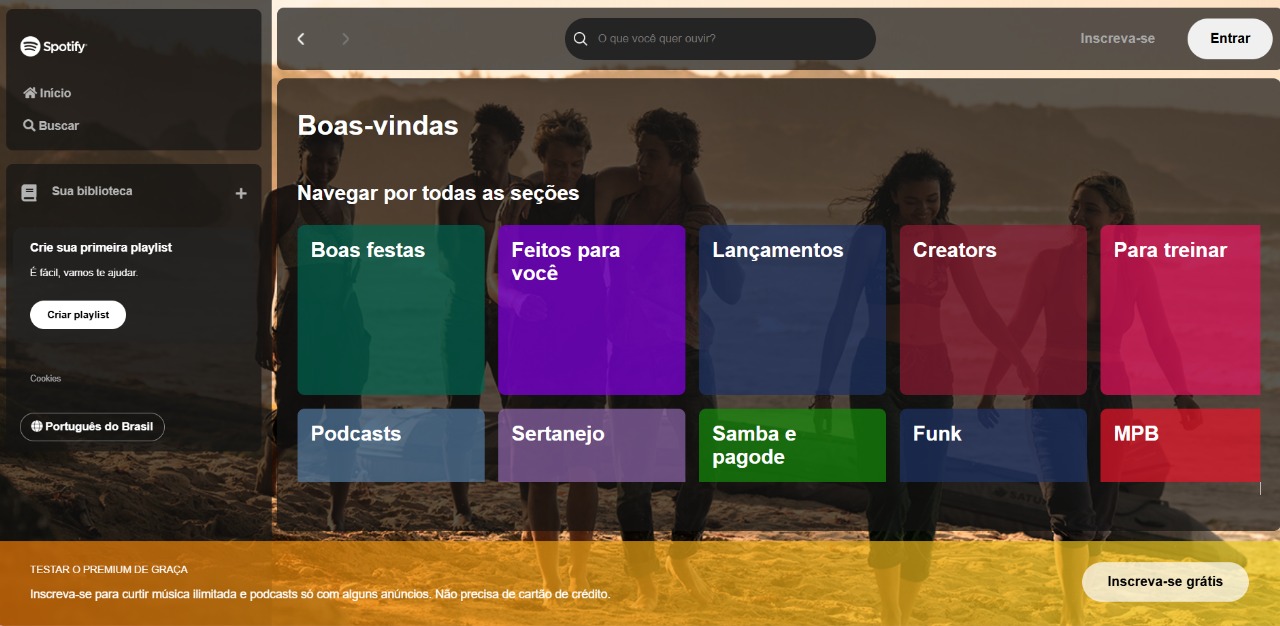 Spotify
Início
Buscar
Sua biblioteca
Crie sua primeira playlist
É fácil, vamos te ajudar.
Criar playlist
Cookies
Português do Brasil
O que você quer ouvir?
Inscreva-se
Entrar
Boas-vindas
Navegar por todas as seções
Boas festas
Feitos para
você
Lançamentos
Creators
Para treinar
Podcasts
Sertanejo
Samba e
pagode
Funk
MPB
TESTAR O PREMIUM DE GRAÇA
Inscreva-se para curtir música ilimitada e podcasts só com alguns anúncios. Não precisa de cartão de crédito.
Inscreva-se grátis